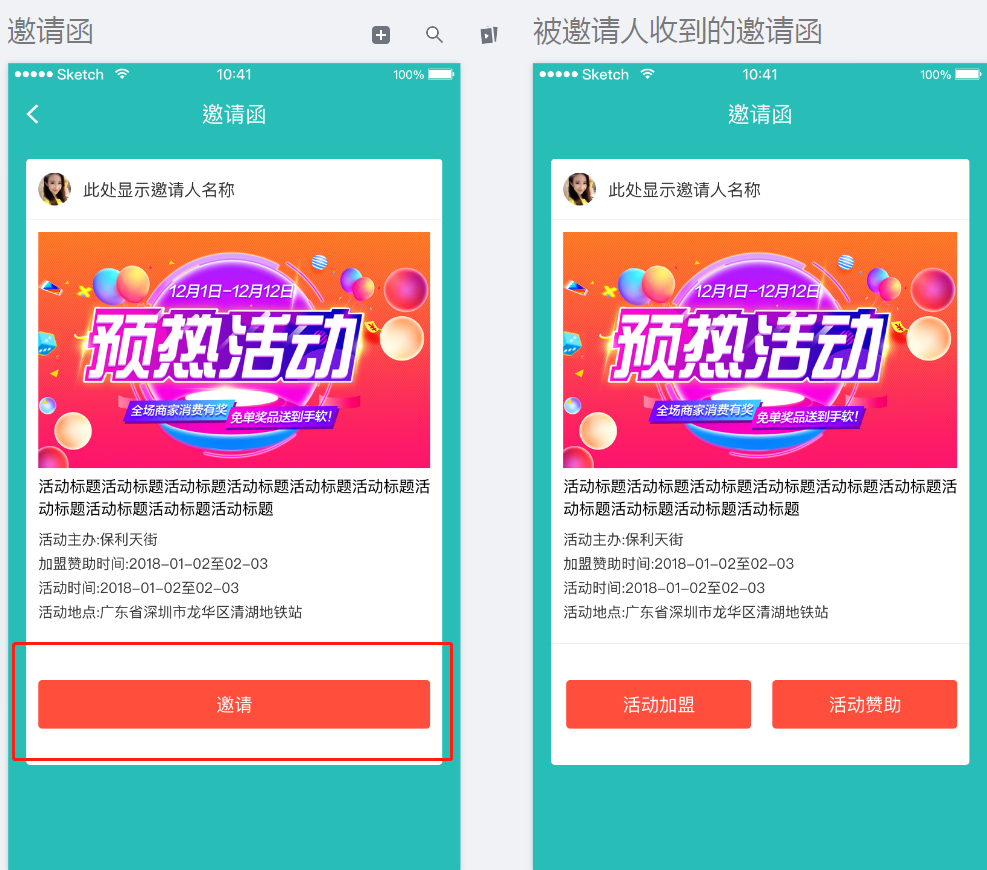 邀请函
●●●●● Sketch 10:41 100%
邀请函
此处显示邀请人名称
12月1日-12月12日
预热活动
全场商家消费有奖 免单奖品送到手软!
活动标题活动标题活动标题活动标题活动标题活动标题活
动标题活动标题活动标题活动标题
活动主办:保利天街
加盟赞助时间:2018-01-02至02-03
活动时间:2018-01-02至02-03
活动地点:广东省深圳市龙华区清湖地铁站
邀请
被邀请人收到的邀请函
●●●●● Sketch 10:41 100%
邀请函
此处显示邀请人名称
12月1日-12月12日
预热活动
全场商家消费有奖 免单奖品送到手软!
活动标题活动标题活动标题活动标题活动标题活动标题活
动标题活动标题活动标题活动标题
活动主办:保利天街
加盟赞助时间:2018-01-02至02-03
活动时间:2018-01-02至02-03
活动地点:广东省深圳市龙华区清湖地铁站
活动加盟 活动赞助